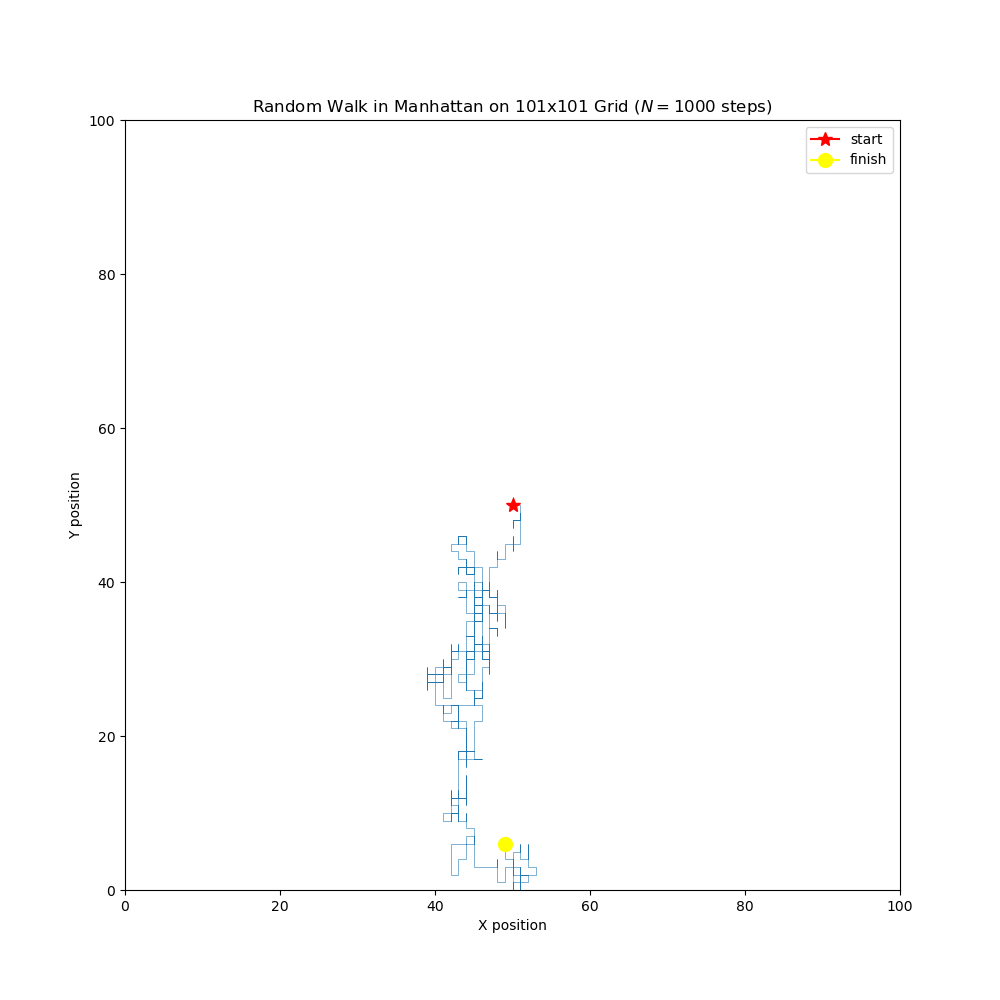 Random Walk in Manhattan on 101x101 Grid (N = 1000 steps)
start
finish
100
80
60
40
20
0
Y position
0 20 40 60 80 100
X position